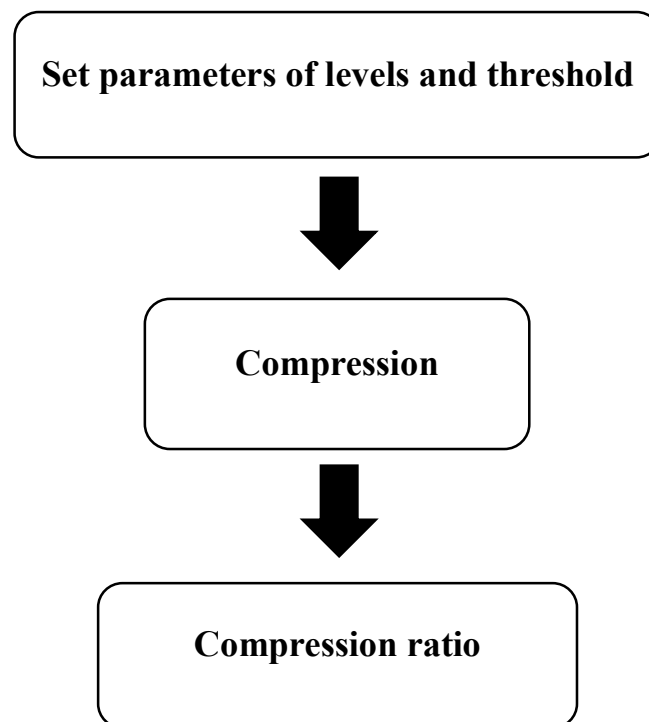 Set parameters of levels and threshold
Compression
Compression ratio